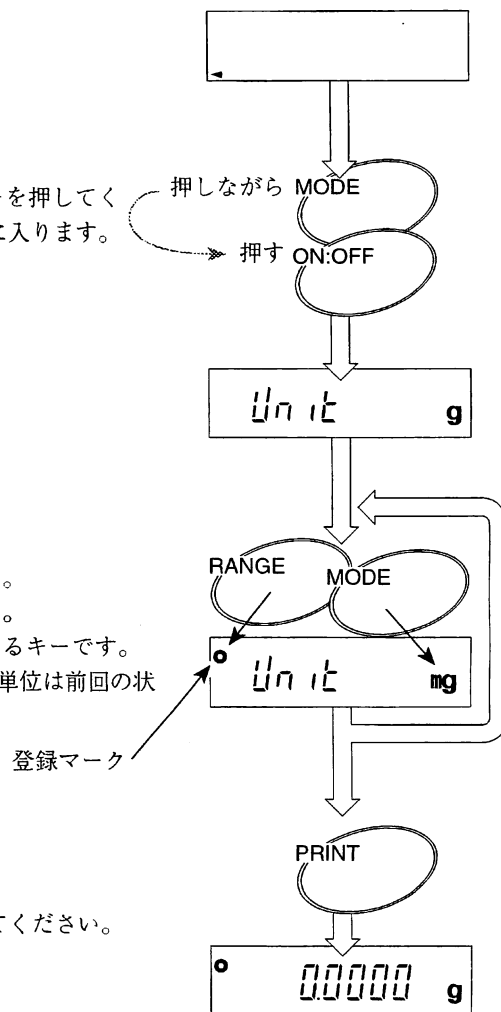 押しながら MODE
ーを押してく
に入ります。
押す ON:OFF
Unit g
RANGE MODE
。
。
るキーです。
単位は前回の状
Unit mg
登録マーク
PRINT
てください。
0.0000 g